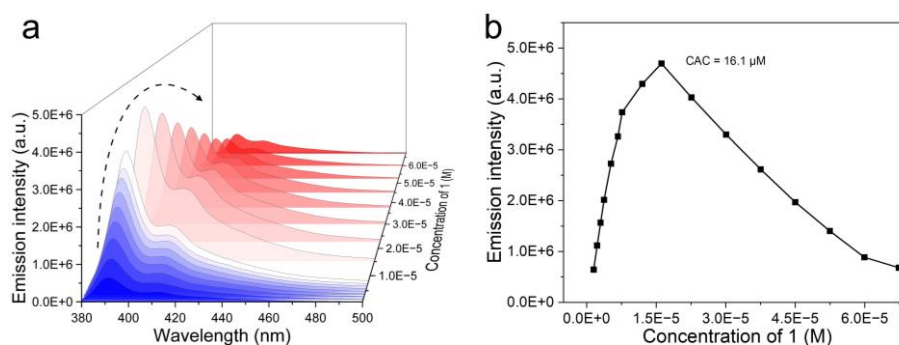 a
Emission intensity (a.u.)
5.0E+6
4.0E+6
3.0E+6
2.0E+6
1.0E+6
0.0E+0
380 400 420 440 460 480 500
Wavelength (nm)
6.0E-5
5.0E-5
4.0E-5
3.0E-5
2.0E-5
1.0E-5
Concentration of 1 (M)
b
Emission intensity (a.u.)
5.0E+6
4.0E+6
3.0E+6
2.0E+6
1.0E+6
0.0E+0
CAC = 16.1 μM
0.0E+0 1.5E-5 3.0E-5 4.5E-5 6.0E-5
Concentration of 1 (M)